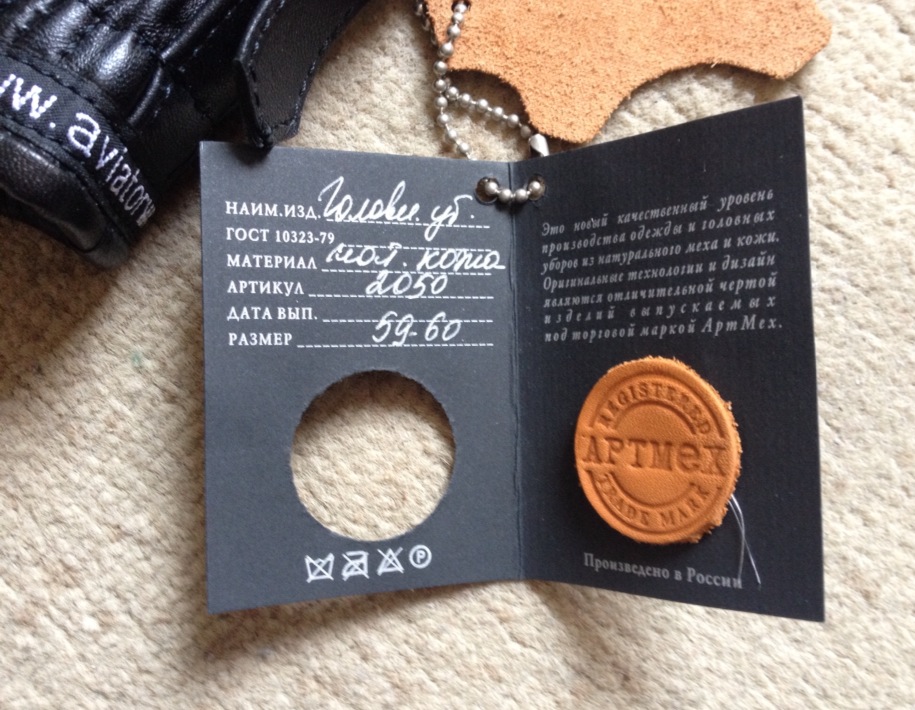 www.aviatorw
НАИМ.ИЗД. Головн. уб.
ГОСТ 10323-79
МАТЕРИАЛ нат. кожа
АРТИКУЛ 2050
ДАТА ВЫП.
РАЗМЕР 59-60
P
Это новый качественный уровень
производства одежды и головных
уборов из натурального меха и кожи.
Оригинальные технологии и дизайн
являются отличительной чертой
изделий выпускаемых
под торговой маркой АртМех.
REGISTERED
АРТМеХ
TRADE MARK
Произведено в России